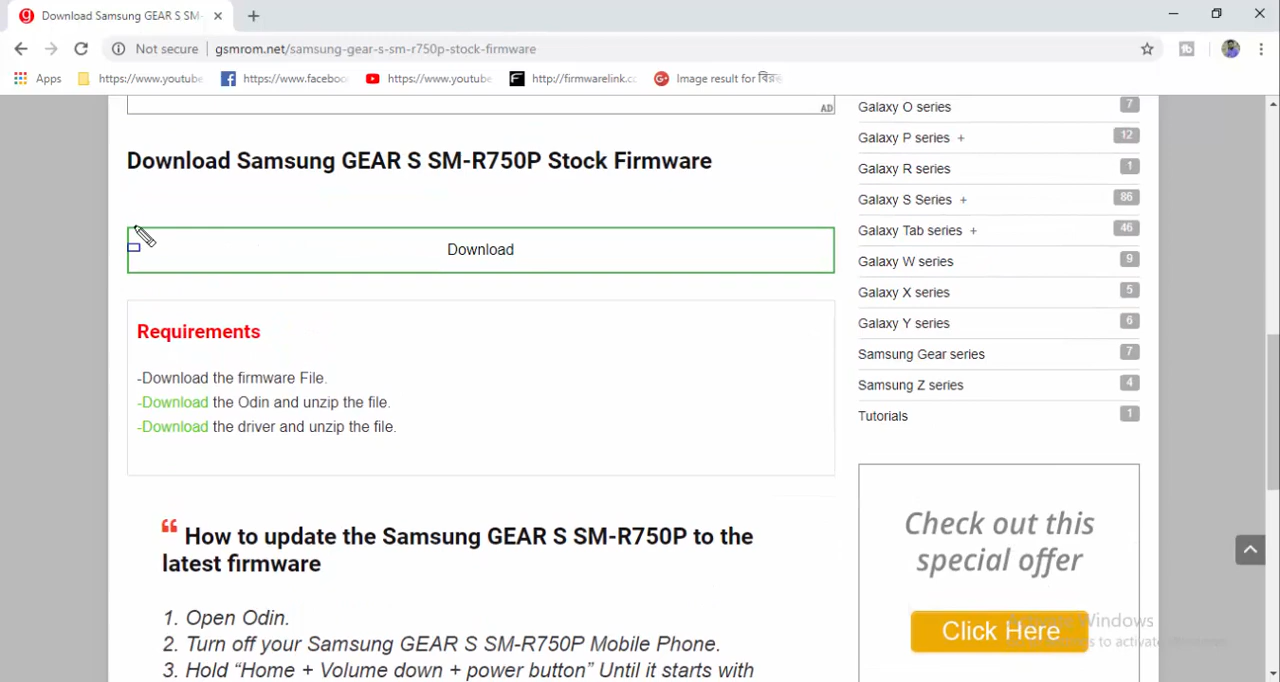 Download Samsung GEAR S SM-
Not secure | gsmrom.net/samsung-gear-s-sm-r750p-stock-firmware
Apps https://www.youtube https://www.faceboo https://www.youtube http://firmwarelink.co Image result for
AD
Download Samsung GEAR S SM-R750P Stock Firmware
Download
Requirements
-Download the firmware File.
-Download the Odin and unzip the file.
-Download the driver and unzip the file.
“ How to update the Samsung GEAR S SM-R750P to the
latest firmware
1. Open Odin.
2. Turn off your Samsung GEAR S SM-R750P Mobile Phone.
3. Hold “Home + Volume down + power button” Until it starts with
Galaxy O series 7
Galaxy P series + 12
Galaxy R series 1
Galaxy S Series + 86
Galaxy Tab series + 46
Galaxy W series 9
Galaxy X series 5
Galaxy Y series 6
Samsung Gear series 7
Samsung Z series 4
Tutorials 1
Check out this
special offer
Click Here
Windows